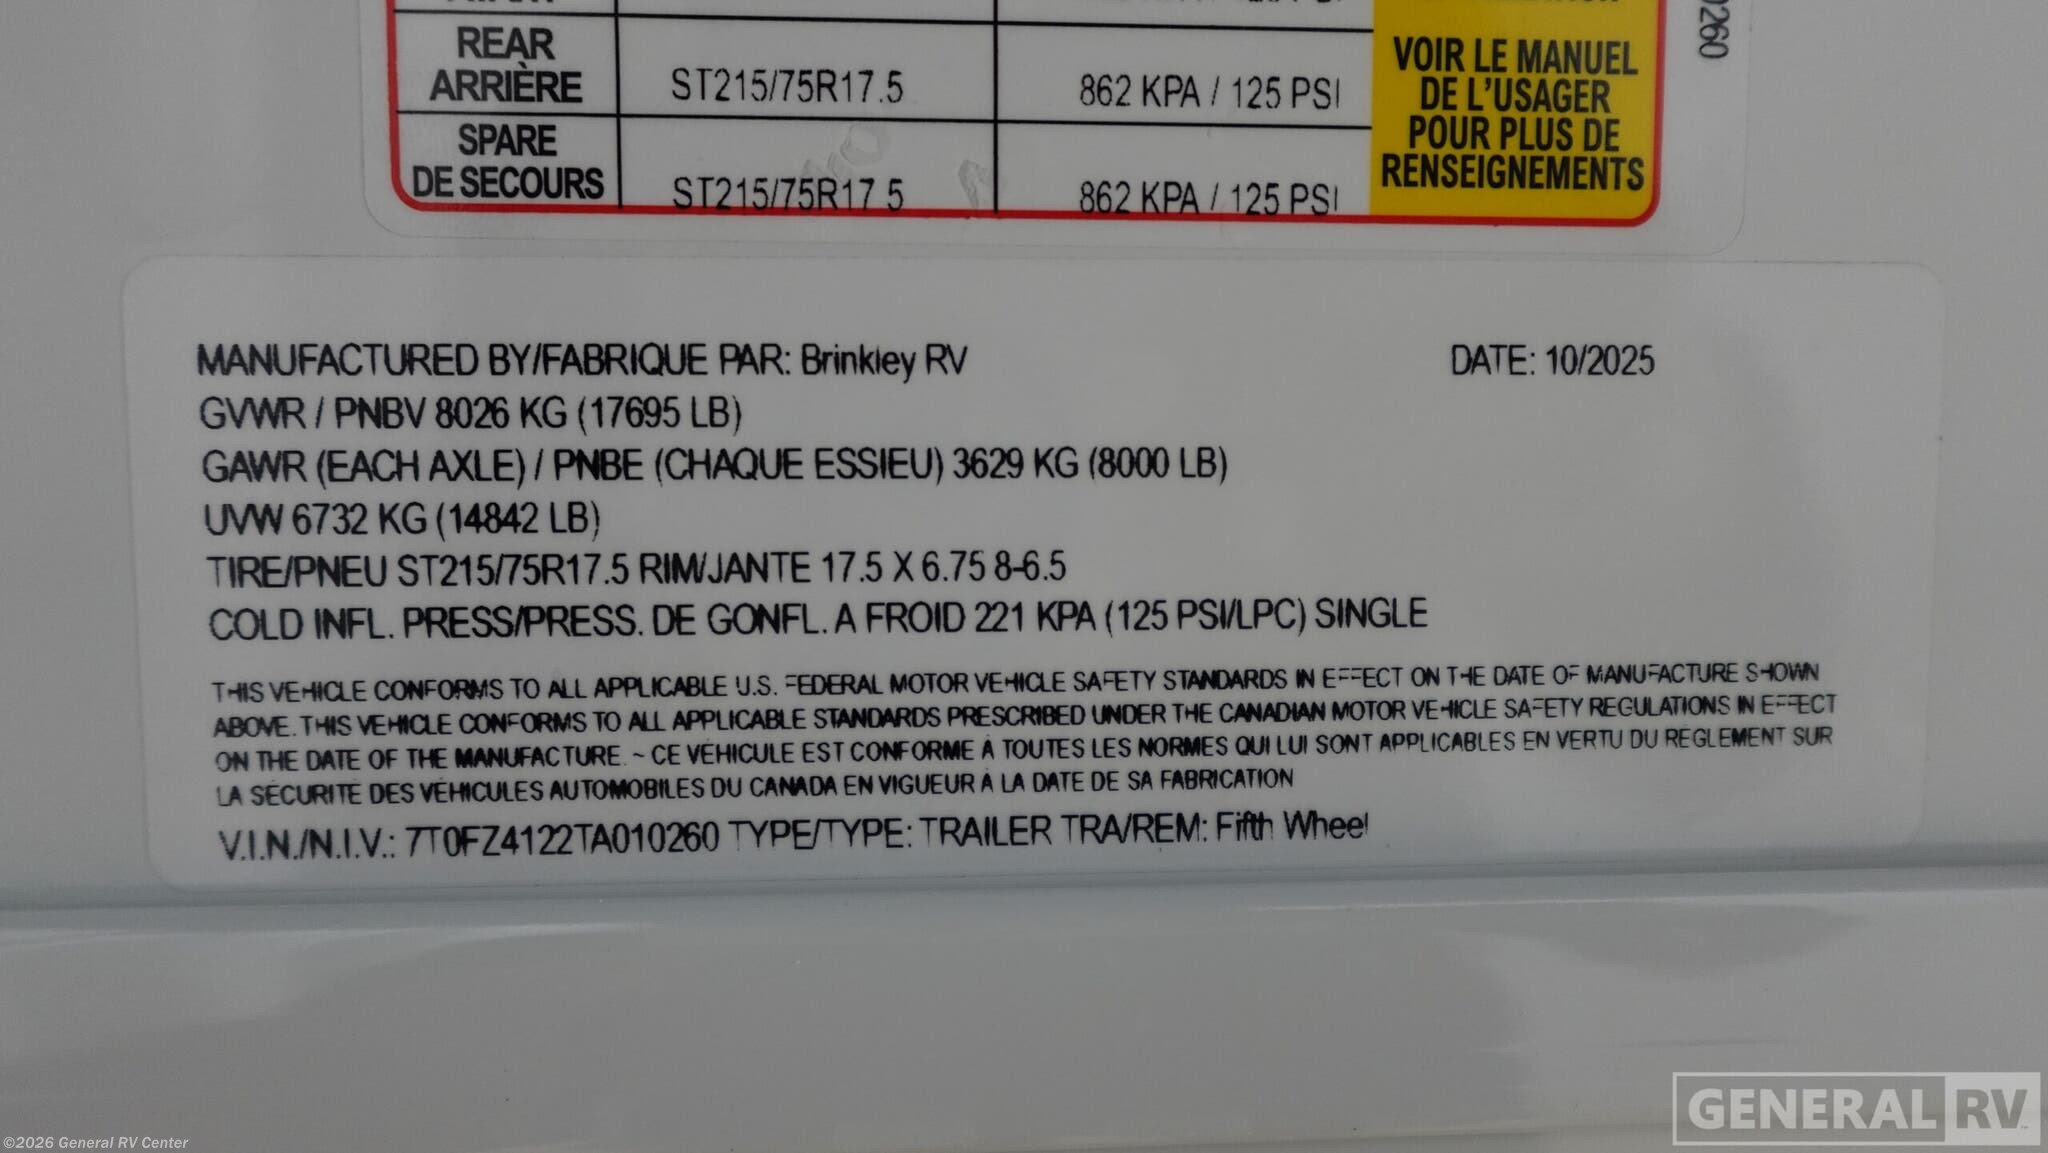 REAR
ARRIÈRE
ST215/75R17.5
862 KPA / 125 PSI
SPARE
DE SECOURS
ST215/75R17.5
862 KPA / 125 PSI
VOIR LE MANUEL
DE L'USAGER
POUR PLUS DE
RENSEIGNEMENTS
0260
MANUFACTURED BY/FABRIQUE PAR: Brinkley RV
DATE: 10/2025
GVWR / PNBV 8026 KG (17695 LB)
GAWR (EACH AXLE) / PNBE (CHAQUE ESSIEU) 3629 KG (8000 LB)
UVW 6732 KG (14842 LB)
TIRE/PNEU ST215/75R17.5 RIM/JANTE 17.5 X 6.75 8-6.5
COLD INFL. PRESS/PRESS. DE GONFL. A FROID 221 KPA (125 PSI/LPC) SINGLE
THIS VEHICLE CONFORMS TO ALL APPLICABLE U.S. FEDERAL MOTOR VEHICLE SAFETY STANDARDS IN EFFECT ON THE DATE OF MANUFACTURE SHOWN
ABOVE. THIS VEHICLE CONFORMS TO ALL APPLICABLE STANDARDS PRESCRIBED UNDER THE CANADIAN MOTOR VEHICLE SAFETY REGULATIONS IN EFFECT
ON THE DATE OF THE MANUFACTURE. ~ CE VÉHICULE EST CONFORME À TOUTES LES NORMES QUI LUI SONT APPLICABLES EN VERTU DU RÈGLEMENT SUR
LA SÉCURITÉ DES VÉHICULES AUTOMOBILES DU CANADA EN VIGUEUR À LA DATE DE SA FABRICATION
V.I.N./N.I.V.: 7T0FZ4122TA010260 TYPE/TYPE: TRAILER TRA/REM: Fifth Wheel
GENERAL RV
©2026 General RV Center